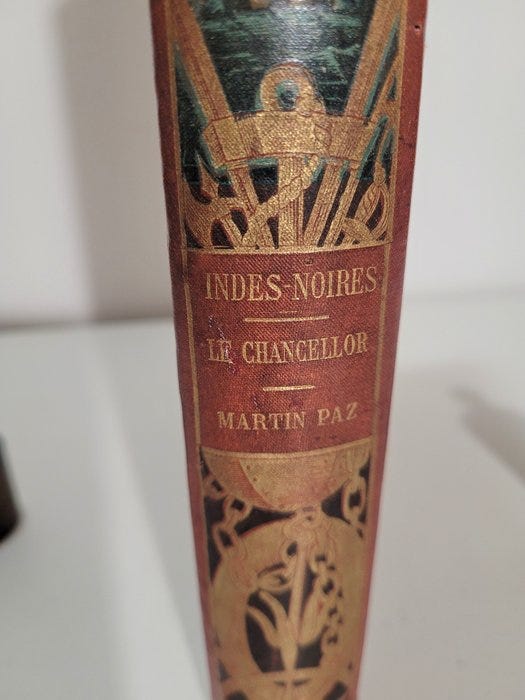 INDES-NOIRES
LE CHANCELLOR
MARTIN PAZ